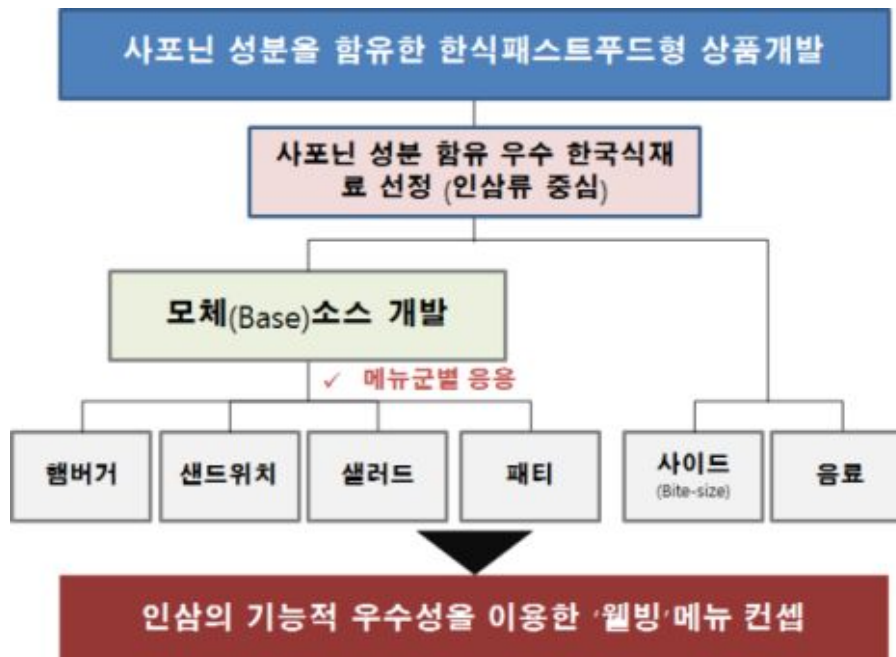 사포닌 성분을 함유한 한식패스트푸드형 상품개발
사포닌 성분 함유 우수 한국식재
료 선정 (인삼류 중심)
모체(Base)소스 개발
✓ 메뉴군별 응용
햄버거
샌드위치
샐러드
패티
사이드
(Bite-size)
음료
인삼의 기능적 우수성을 이용한 '웰빙'메뉴 컨셉